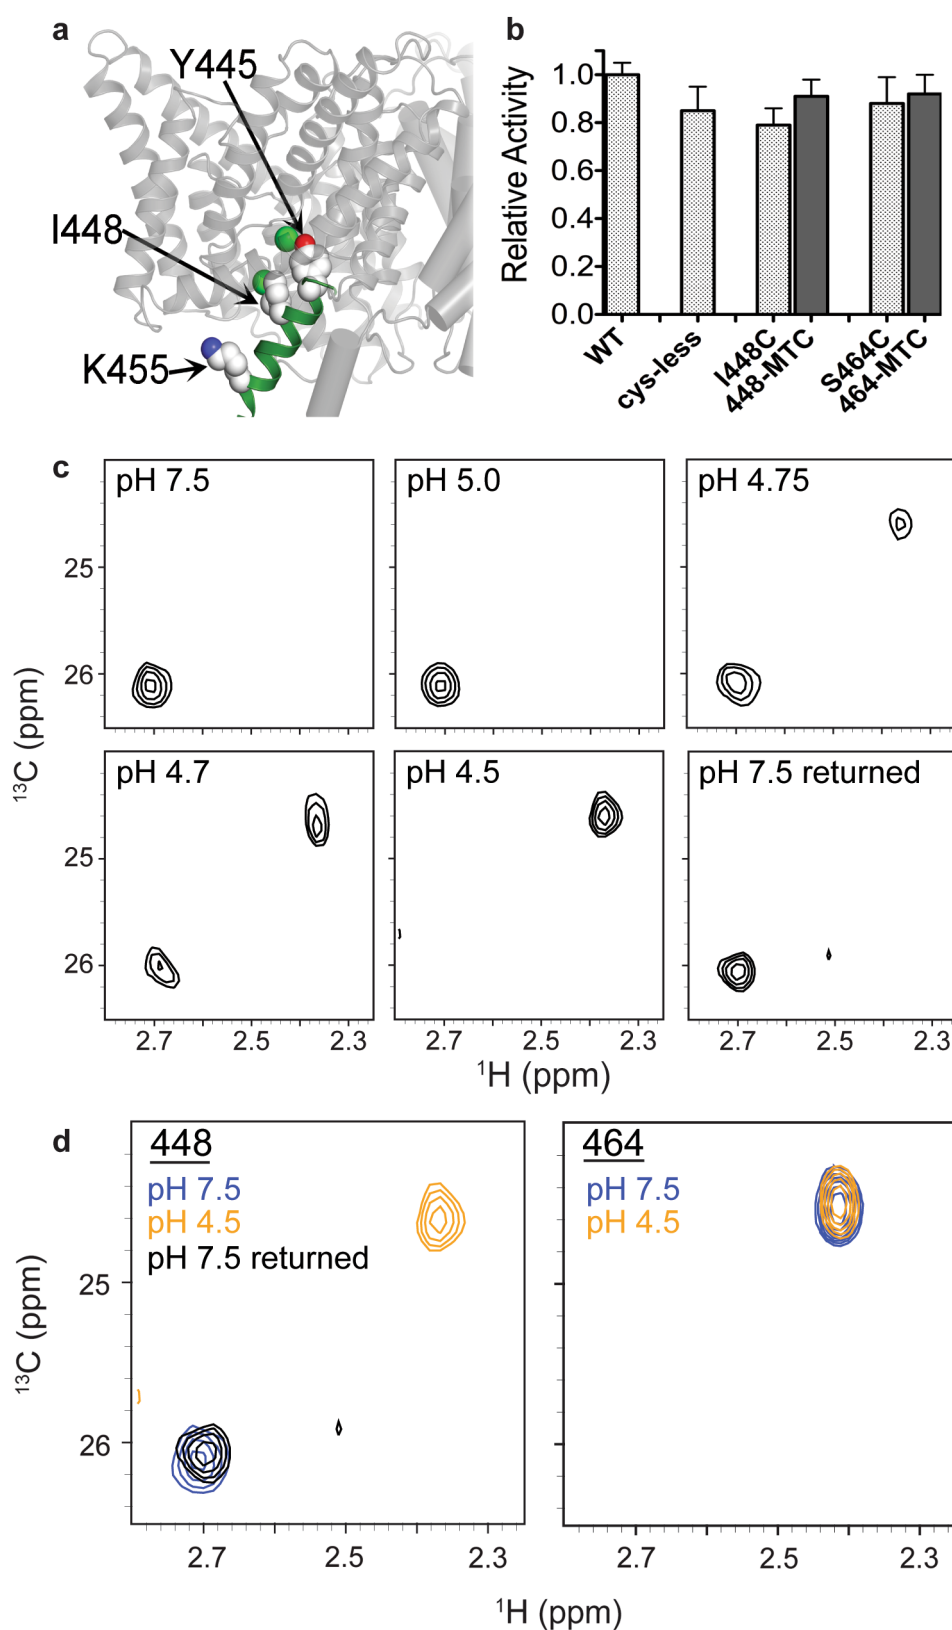 a
Y445
I448
K455
b
Relative Activity
1.0
0.8
0.6
0.4
0.2
0.0
WT
cys-less
I448C
448-MTC
S464C
464-MTC
c
pH 7.5
pH 5.0
pH 4.75
25
26
pH 4.7
pH 4.5
pH 7.5 returned
25
26
¹³C (ppm)
2.7 2.5 2.3
2.7 2.5 2.3
2.7 2.5 2.3
¹H (ppm)
d
448
pH 7.5
pH 4.5
pH 7.5 returned
464
pH 7.5
pH 4.5
25
26
¹³C (ppm)
2.7 2.5 2.3
2.7 2.5 2.3
¹H (ppm)